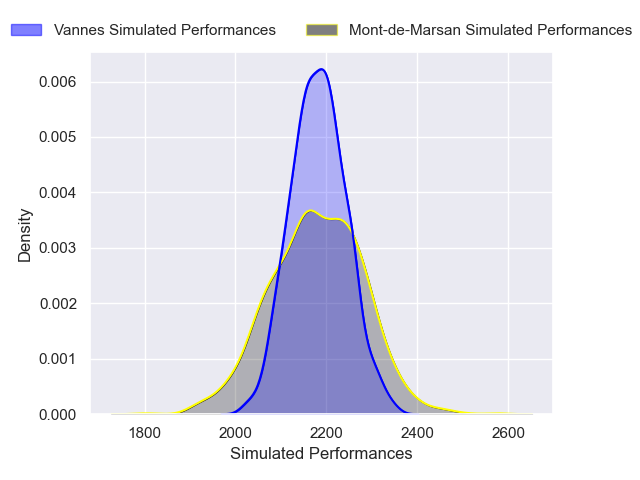 Vannes Simulated Performances
Mont-de-Marsan Simulated Performances
0.006
0.005
0.004
0.003
0.002
0.001
0.000
Density
1800 2000 2200 2400 2600
Simulated Performances